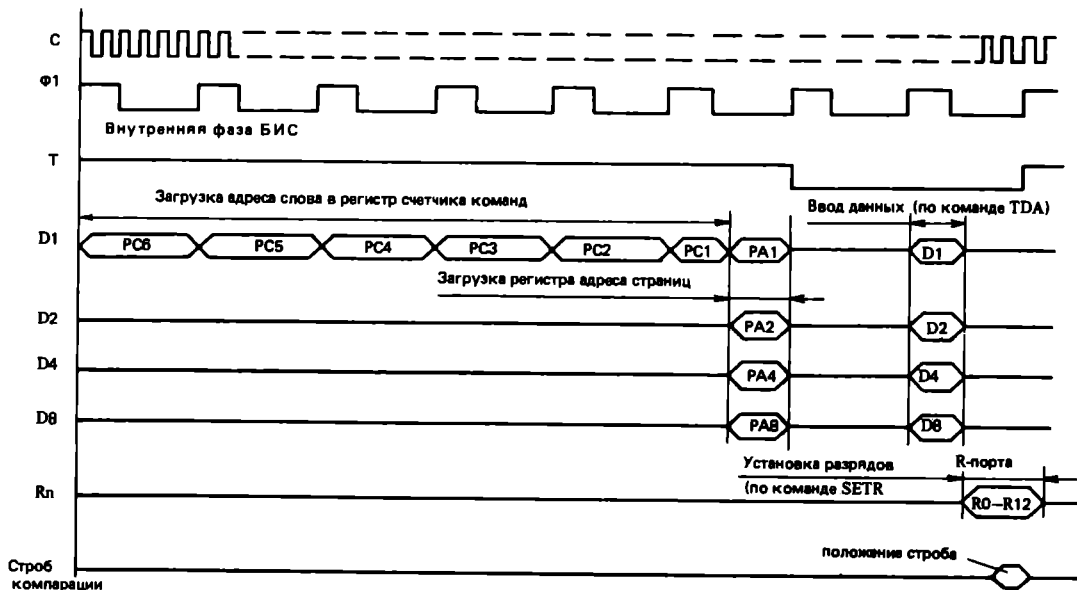 C
Ф1
Внутренняя фаза БИС
T
Загрузка адреса слова в регистр счетчика команд
Ввод данных (по команде TDA)
D1
PC6
PC5
PC4
PC3
PC2
PC1
PA1
D1
Загрузка регистра адреса страниц
D2
PA2
D2
D4
PA4
D4
D8
PA8
D8
Установка разрядов R-порта
(по команде SETR
Rn
R0—R12
положение строба
Строб
компарации